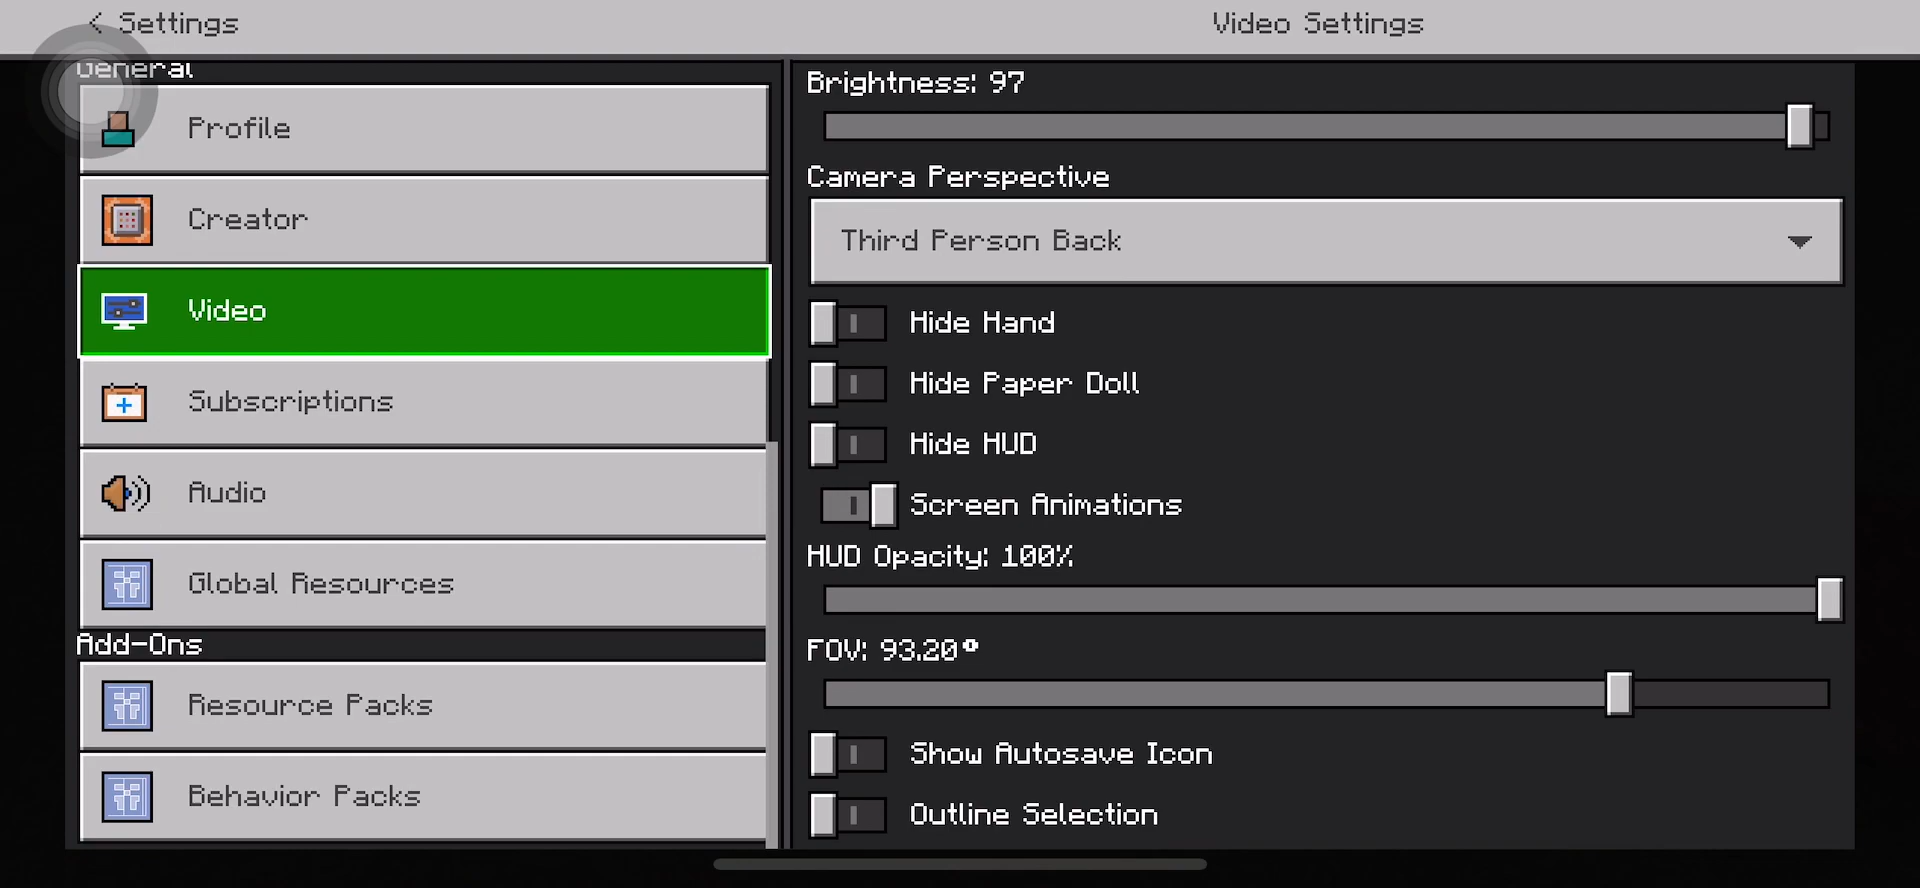 Settings
Video Settings
General
Profile
Creator
Video
Subscriptions
Audio
Global Resources
Add-Ons
Resource Packs
Behavior Packs
Brightness: 97
Camera Perspective
Third Person Back
Hide Hand
Hide Paper Doll
Hide HUD
Screen Animations
HUD Opacity: 100%
FOV: 93.20°
Show Autosave Icon
Outline Selection